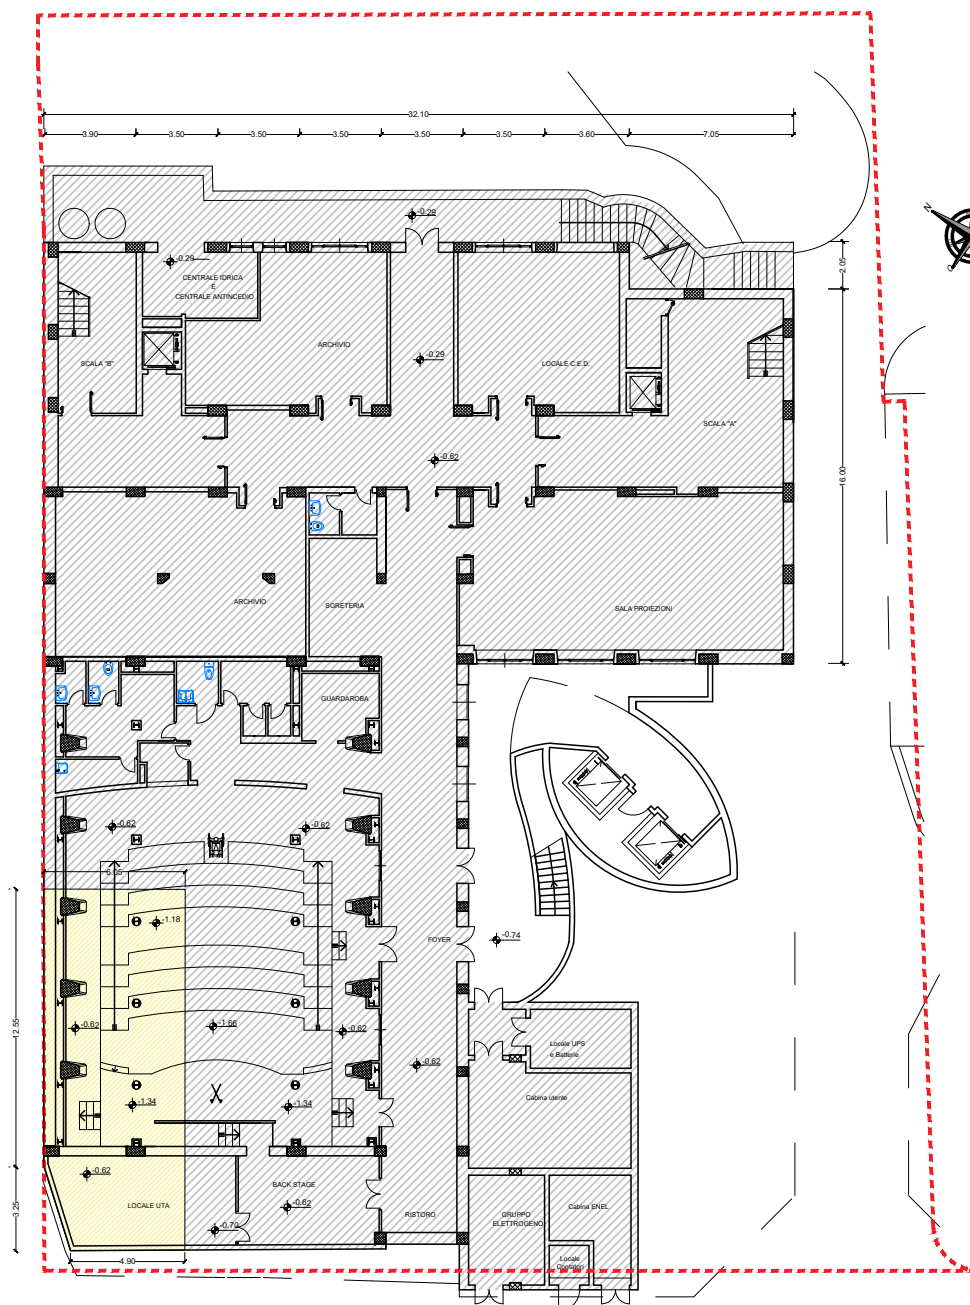 32.10
3.90
3.50
3.50
3.50
3.50
3.50
3.60
7.05
N
O
-0.29
2.05
-0.29
CENTRALE IDRICA
E
CENTRALE ANTINCEDIO
ARCHIVIO
-0.29
LOCALE C.E.D.
SCALA "B"
SCALA "A"
-0.62
16.00
ARCHIVIO
SGRETERIA
SALA PROIEZIONI
GUARDAROBA
-0.62
-0.62
6.05
-1.18
FOYER
-0.74
12.55
-0.62
-1.66
-0.62
Locale UPS
e Batterie
-0.62
Cabina utente
-1.34
-1.34
-0.62
BACK STAGE
LOCALE UTA
-0.62
3.25
-0.70
RISTORO
GRUPPO
ELETTROGENO
Cabina ENEL
4.90
Locale
Contatori